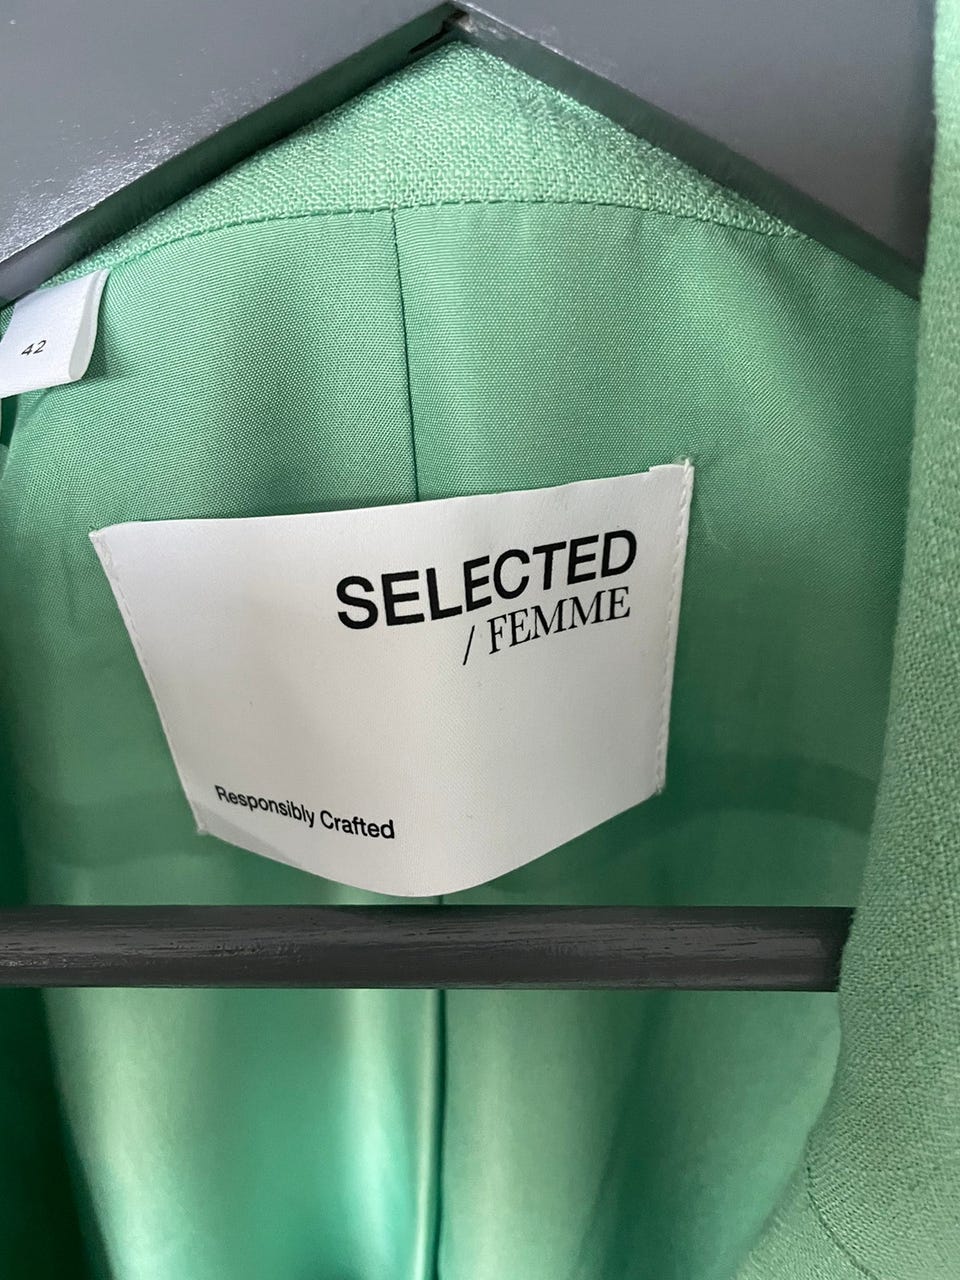 42
SELECTED
/ FEMME
Responsibly Crafted